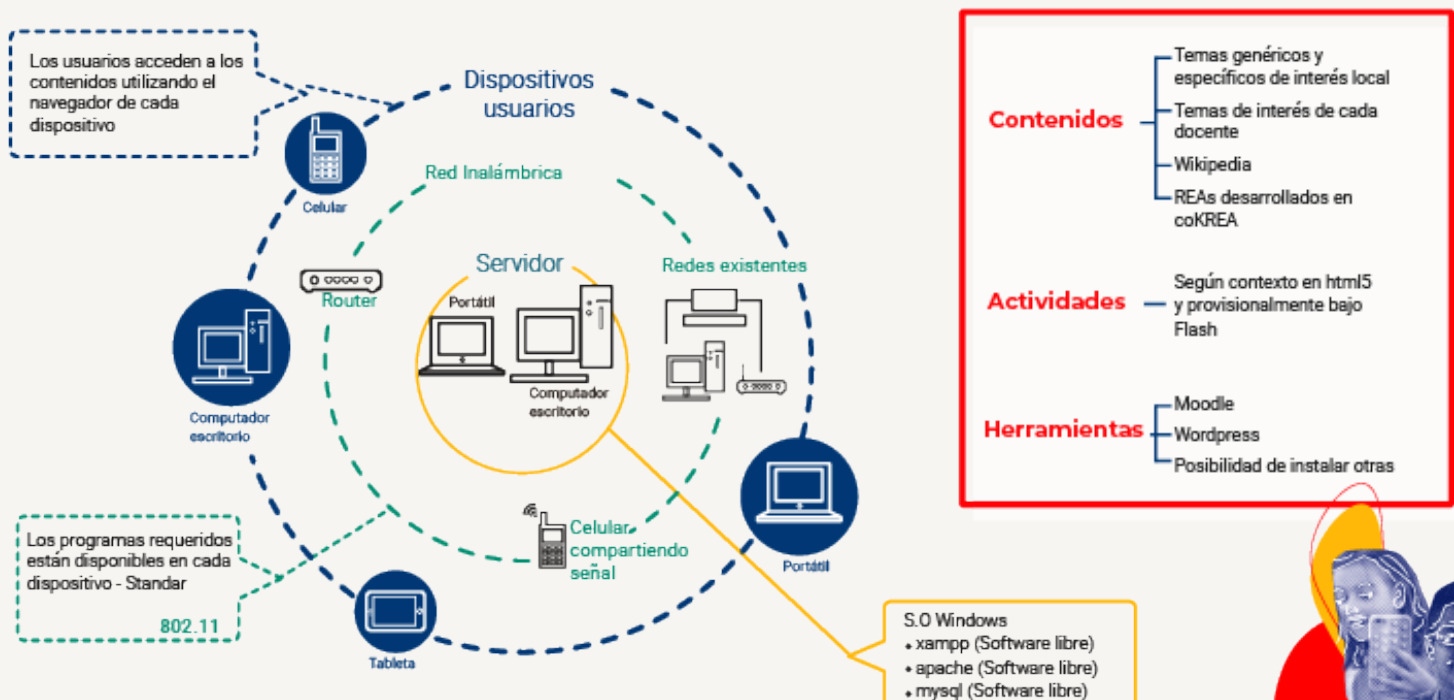 Los usuarios acceden a los
contenidos utilizando el
navegador de cada
dispositivo
Dispositivos
usuarios
Celular
Red Inalámbrica
Servidor
Redes existentes
Router
Portátil
Computador
escritorio
Computador
escritorio
Celular
compartiendo
señal
Portátil
Los programas requeridos
están disponibles en cada
dispositivo - Standar
802.11
Tableta
S.O Windows
• xampp (Software libre)
• apache (Software libre)
• mysql (Software libre)
Contenidos
Temas genéricos y
específicos de interés local
Temas de interés de cada
docente
Wikipedia
REAs desarrollados en
coKREA
Actividades
Según contexto en html5
y provisionalmente bajo
Flash
Herramientas
Moodle
Wordpress
Posibilidad de instalar otras